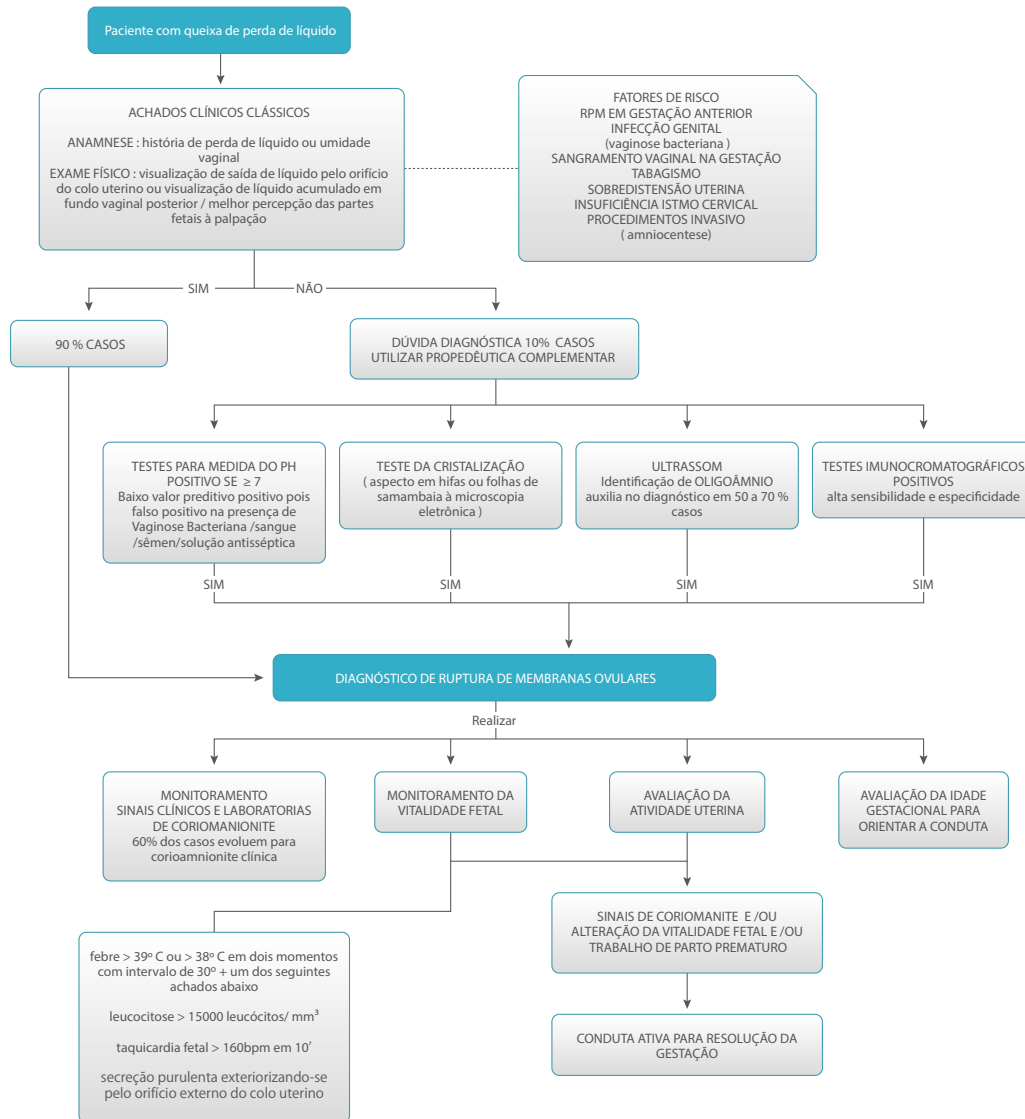 Paciente com queixa de perda de líquido
ACHADOS CLÍNICOS CLÁSSICOS
ANAMNESE : história de perda de líquido ou umidade
vaginal
EXAME FÍSICO : visualização de saída de líquido pelo orifício
do colo uterino ou visualização de líquido acumulado em
fundo vaginal posterior / melhor percepção das partes
fetais à palpação
FATORES DE RISCO
RPM EM GESTAÇÃO ANTERIOR
INFECÇÃO GENITAL
(vaginose bacteriana )
SANGRAMENTO VAGINAL NA GESTAÇÃO
TABAGISMO
SOBREDISTENSÃO UTERINA
INSUFICIÊNCIA ISTMO CERVICAL
PROCEDIMENTOS INVASIVO
( amniocentese)
SIM
NÃO
90 % CASOS
DÚVIDA DIAGNÓSTICA 10% CASOS
UTILIZAR PROPEDÊUTICA COMPLEMENTAR
TESTES PARA MEDIDA DO PH
POSITIVO SE ≥ 7
Baixo valor preditivo positivo pois
falso positivo na presença de
Vaginose Bacteriana /sangue
/sêmen/solução antisséptica
TESTE DA CRISTALIZAÇÃO
( aspecto em hifas ou folhas de
samambaia à microscopia
eletrônica )
ULTRASSOM
Identificação de OLIGOÂMNIO
auxilia no diagnóstico em 50 a 70 %
casos
TESTES IMUNOCROMATOGRÁFICOS
POSITIVOS
alta sensibilidade e especificidade
SIM
SIM
SIM
SIM
DIAGNÓSTICO DE RUPTURA DE MEMBRANAS OVULARES
Realizar
MONITORAMENTO
SINAIS CLÍNICOS E LABORATORIAS
DE CORIOMANIONITE
60% dos casos evoluem para
corioamnionite clínica
MONITORAMENTO DA
VITALIDADE FETAL
AVALIAÇÃO DA
ATIVIDADE UTERINA
AVALIAÇÃO DA IDADE
GESTACIONAL PARA
ORIENTAR A CONDUTA
SINAIS DE CORIOMANITE E /OU
ALTERAÇÃO DA VITALIDADE FETAL E /OU
TRABALHO DE PARTO PREMATURO
febre > 39º C ou > 38º C em dois momentos
com intervalo de 30º + um dos seguintes
achados abaixo
leucocitose > 15000 leucócitos/ mm³
taquicardia fetal > 160bpm em 10′
secreção purulenta exteriorizando-se
pelo orifício externo do colo uterino
CONDUTA ATIVA PARA RESOLUÇÃO DA
GESTAÇÃO